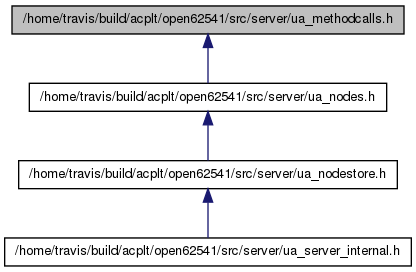 /home/travis/build/acplt/open62541/src/server/ua_methodcalls.h
/home/travis/build/acplt/open62541/src/server/ua_nodes.h
/home/travis/build/acplt/open62541/src/server/ua_nodestore.h
/home/travis/build/acplt/open62541/src/server/ua_server_internal.h